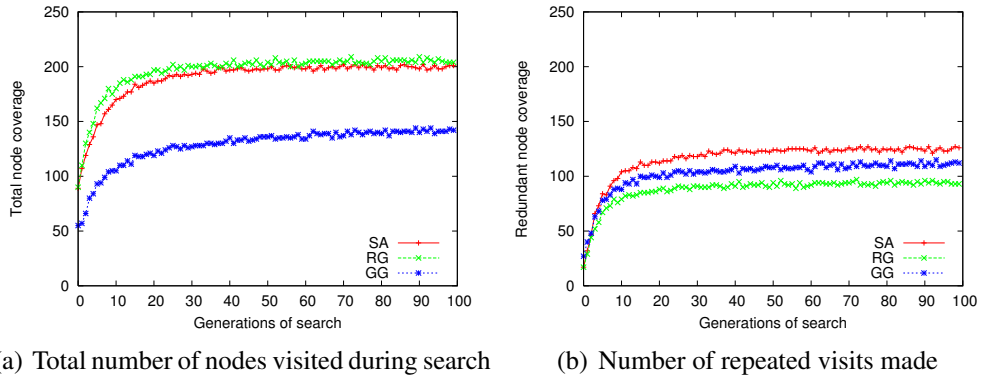 250
200
150
100
50
0
Total node coverage
SA
RG
GG
0 10 20 30 40 50 60 70 80 90 100
Generations of search
250
200
150
100
50
0
Redundant node coverage
SA
RG
GG
0 10 20 30 40 50 60 70 80 90 100
Generations of search
a) Total number of nodes visited during search
(b) Number of repeated visits made